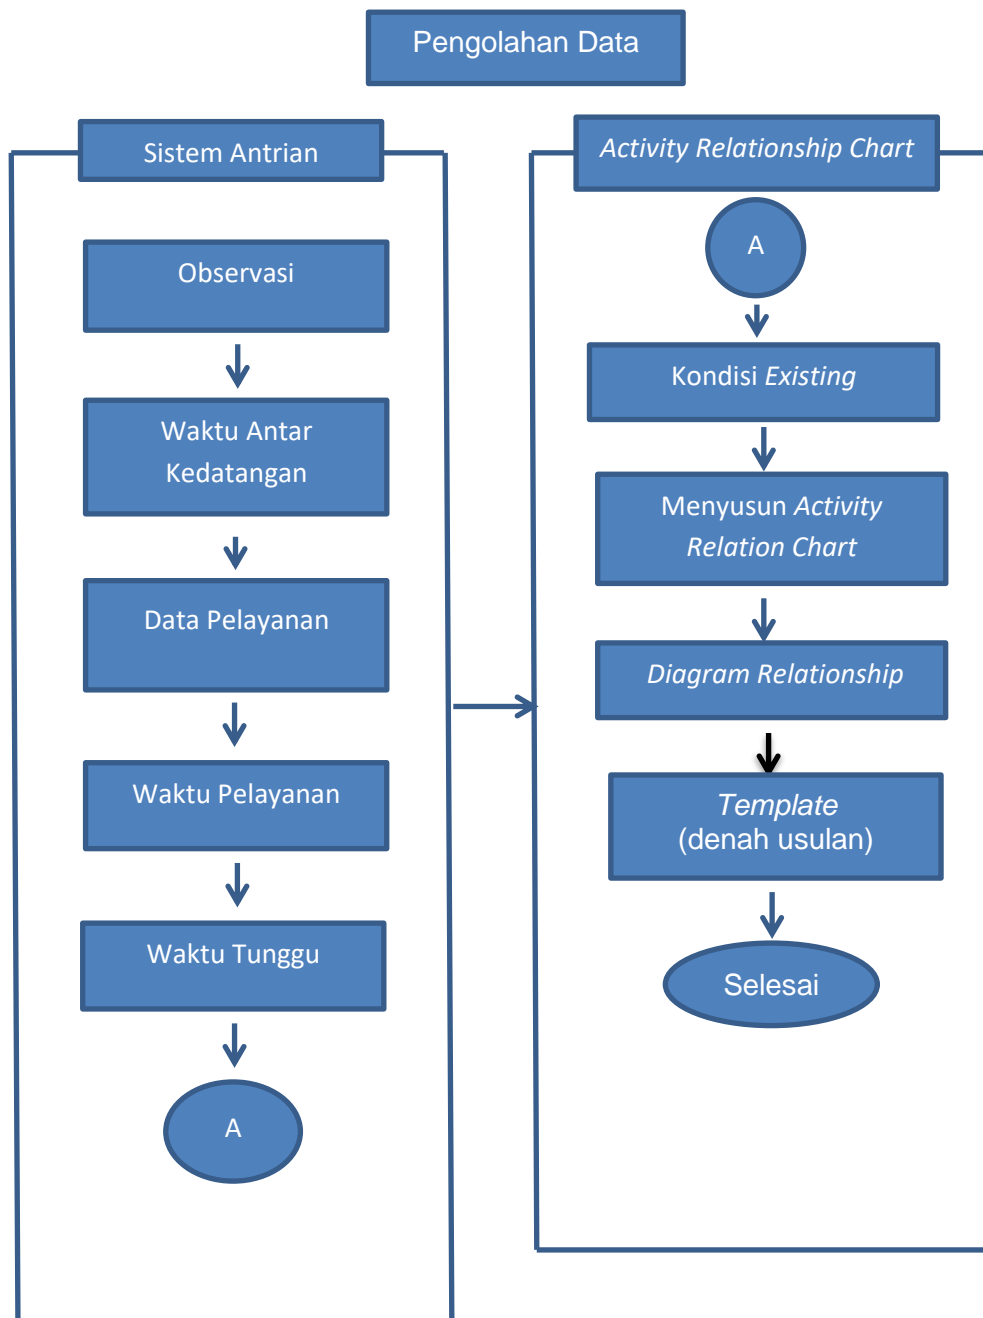 Pengolahan Data
Sistem Antrian
Observasi
Waktu Antar
Kedatangan
Data Pelayanan
Waktu Pelayanan
Waktu Tunggu
A
Activity Relationship Chart
A
Kondisi Existing
Menyusun Activity
Relation Chart
Diagram Relationship
Template
(denah usulan)
Selesai